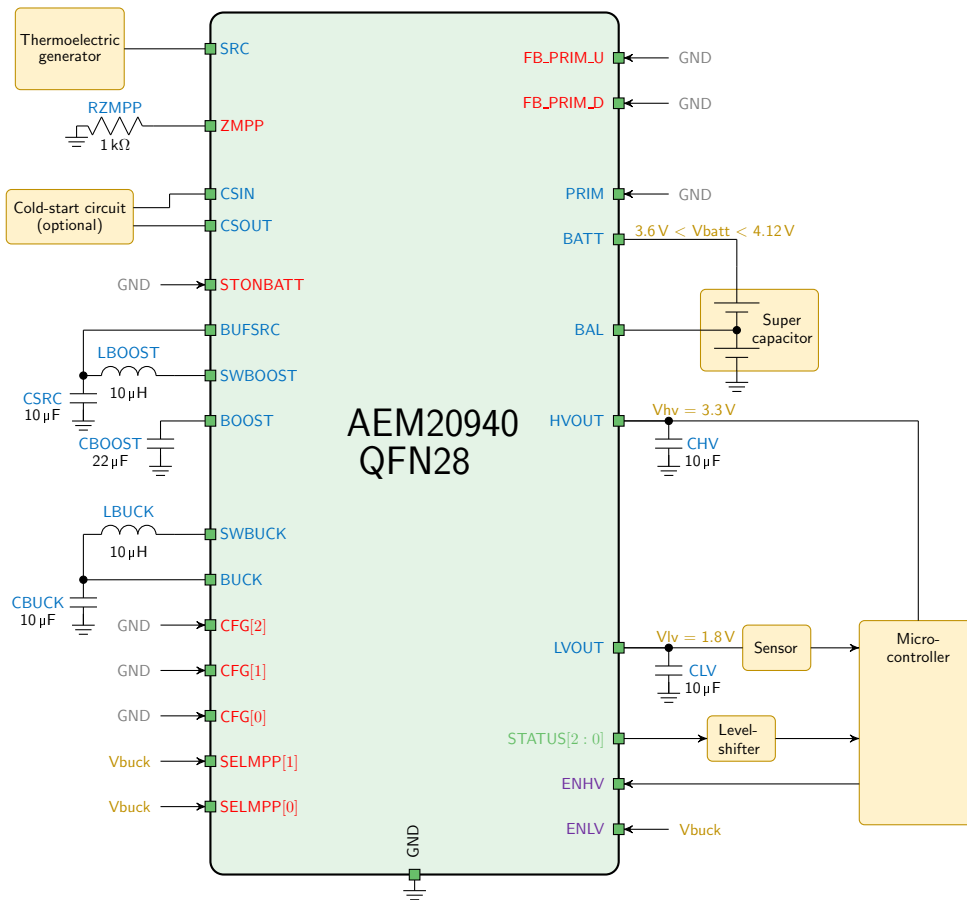 Thermoelectric
generator
SRC
RZMPP
1 kΩ
ZMPP
Cold-start circuit
(optional)
CSIN
CSOUT
GND
STONBATT
BUFSRC
LBOOST
10 µH
SWBOOST
CSRC
10 µF
BOOST
CBOOST
22 µF
LBUCK
10 µH
SWBUCK
BUCK
CBUCK
10 µF
GND
CFG[2]
GND
CFG[1]
GND
CFG[0]
Vbuck
SELMPP[1]
Vbuck
SELMPP[0]
AEM20940
QFN28
GND
FB_PRIM_U
GND
FB_PRIM_D
GND
PRIM
GND
BATT
3.6 V < Vbatt < 4.12 V
BAL
Super
capacitor
HVOUT
Vhv = 3.3 V
CHV
10 µF
LVOUT
Vlv = 1.8 V
CLV
10 µF
Sensor
Micro-
controller
STATUS[2 : 0]
Level-
shifter
ENHV
ENLV
Vbuck